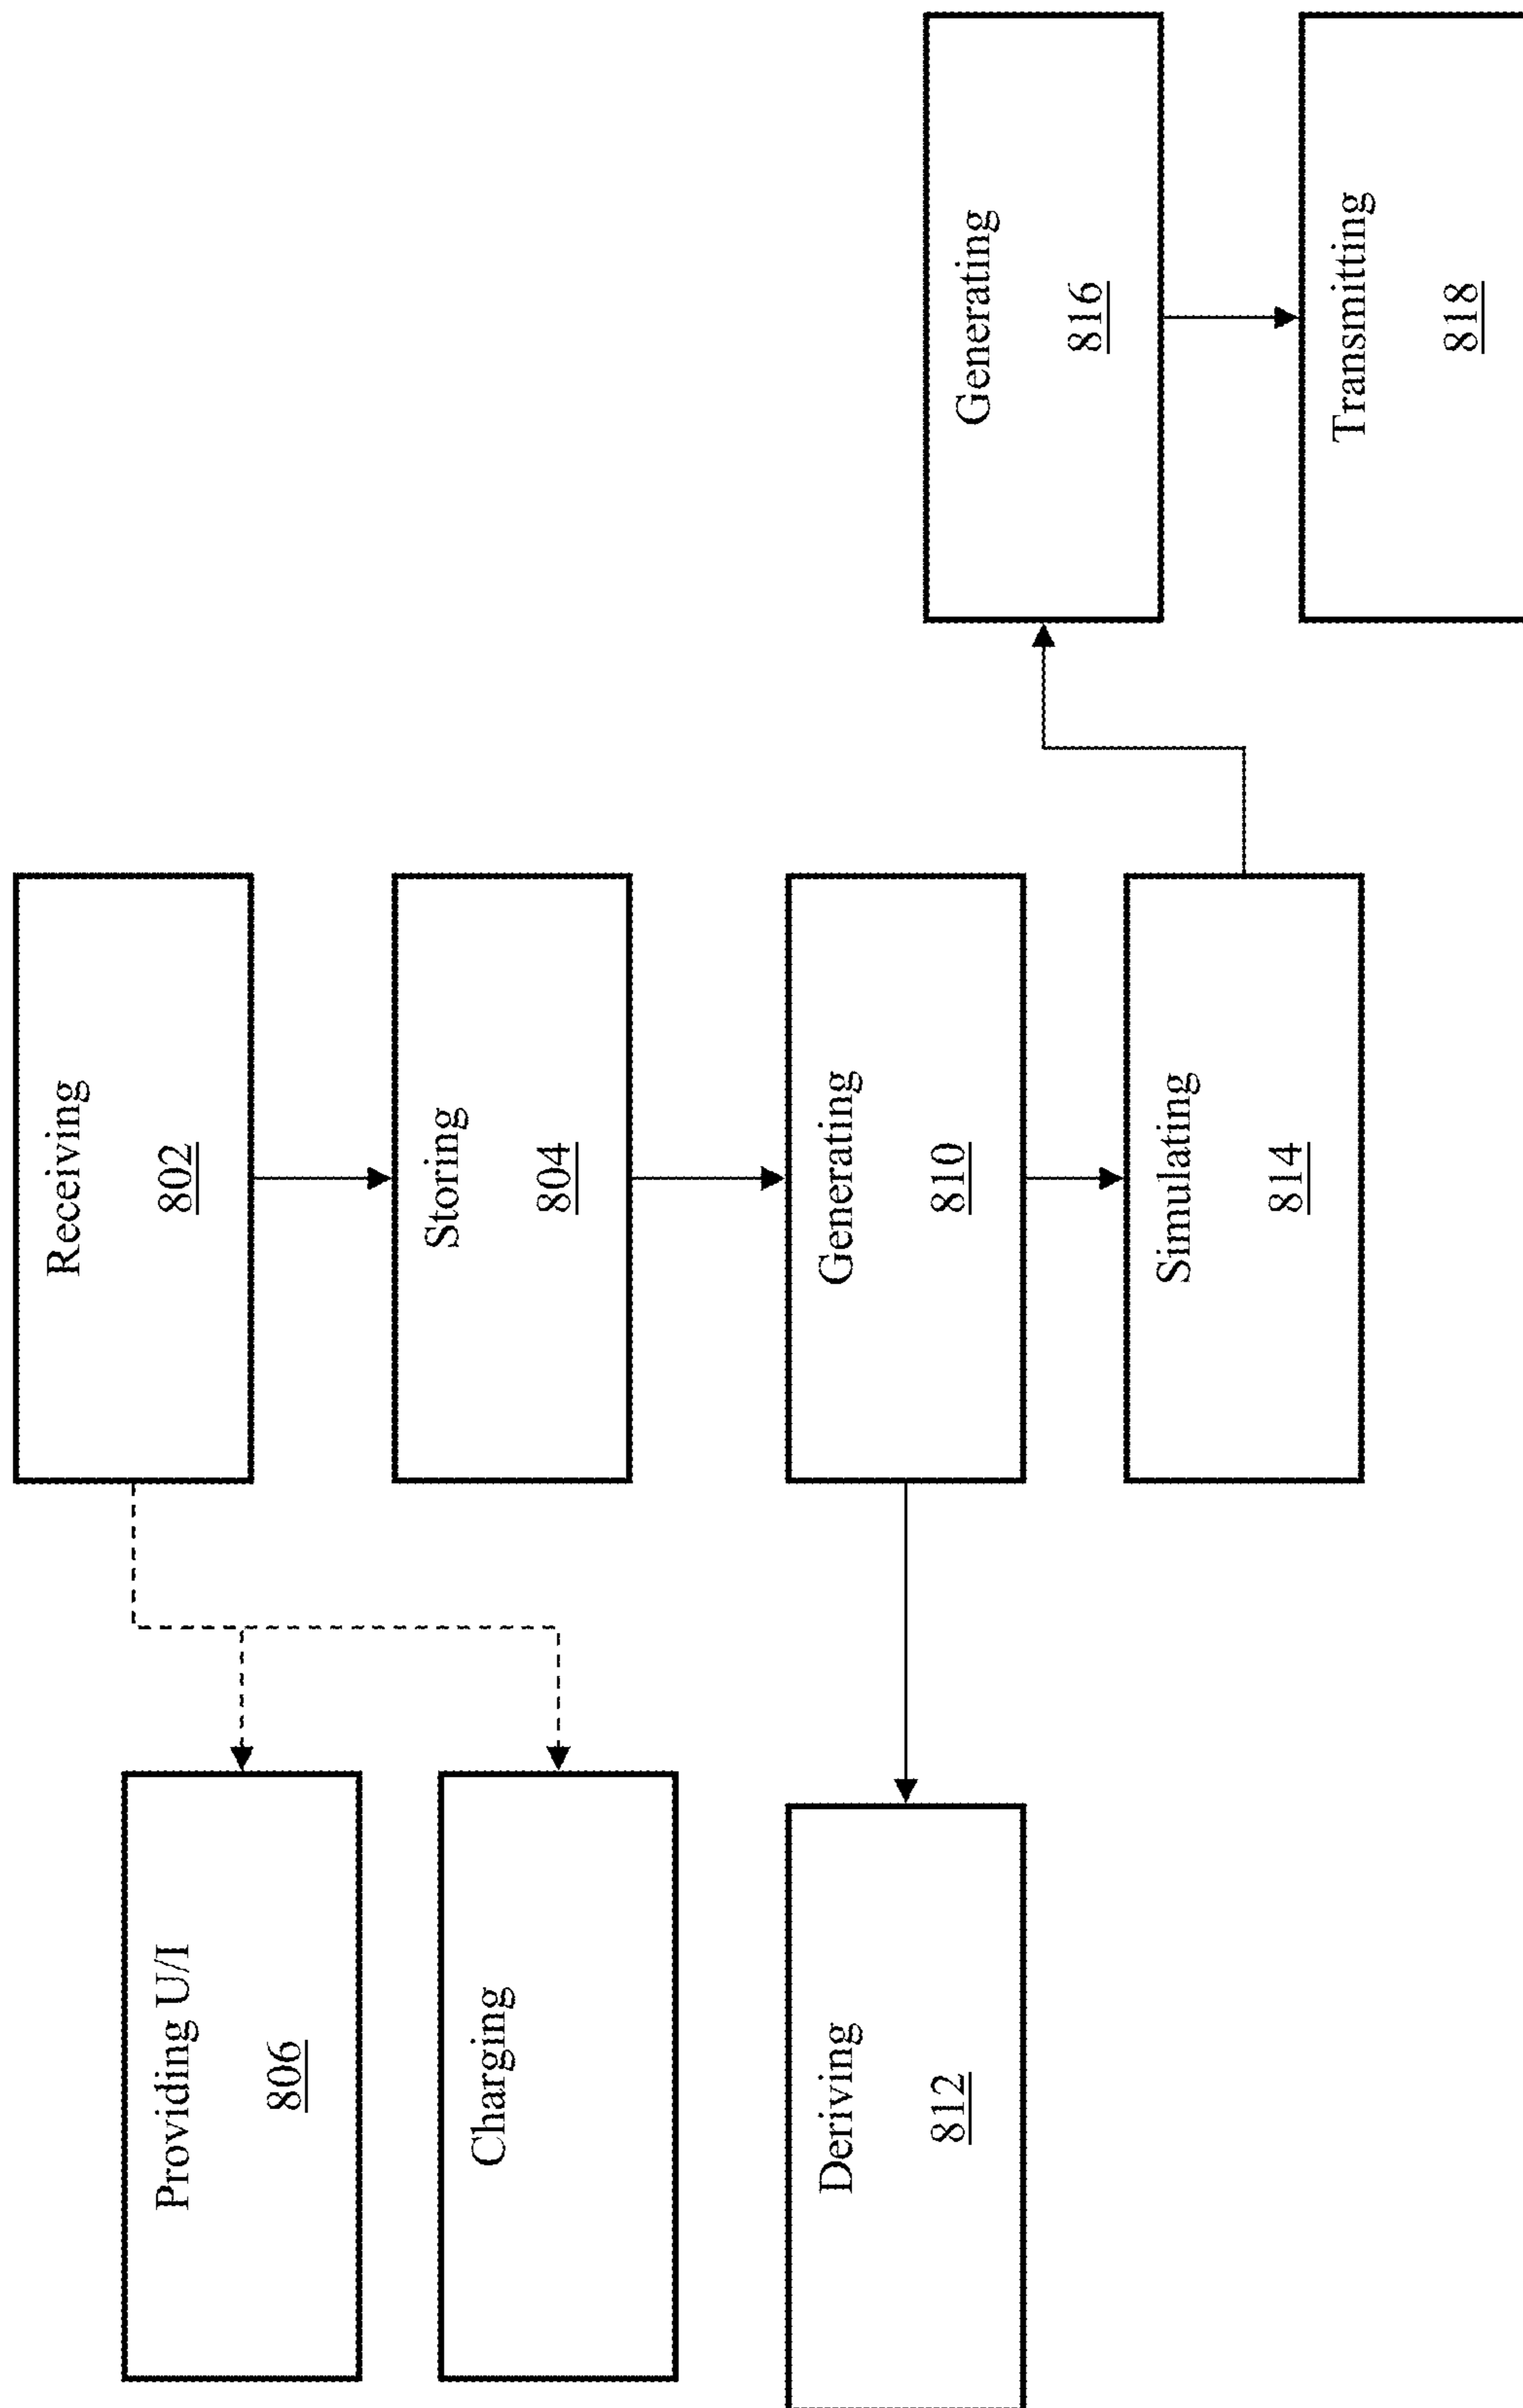 Receiving
802
Storing
804
Providing U/I
806
Charging
Generating
810
Deriving
812
Simulating
814
Generating
816
Transmitting
818